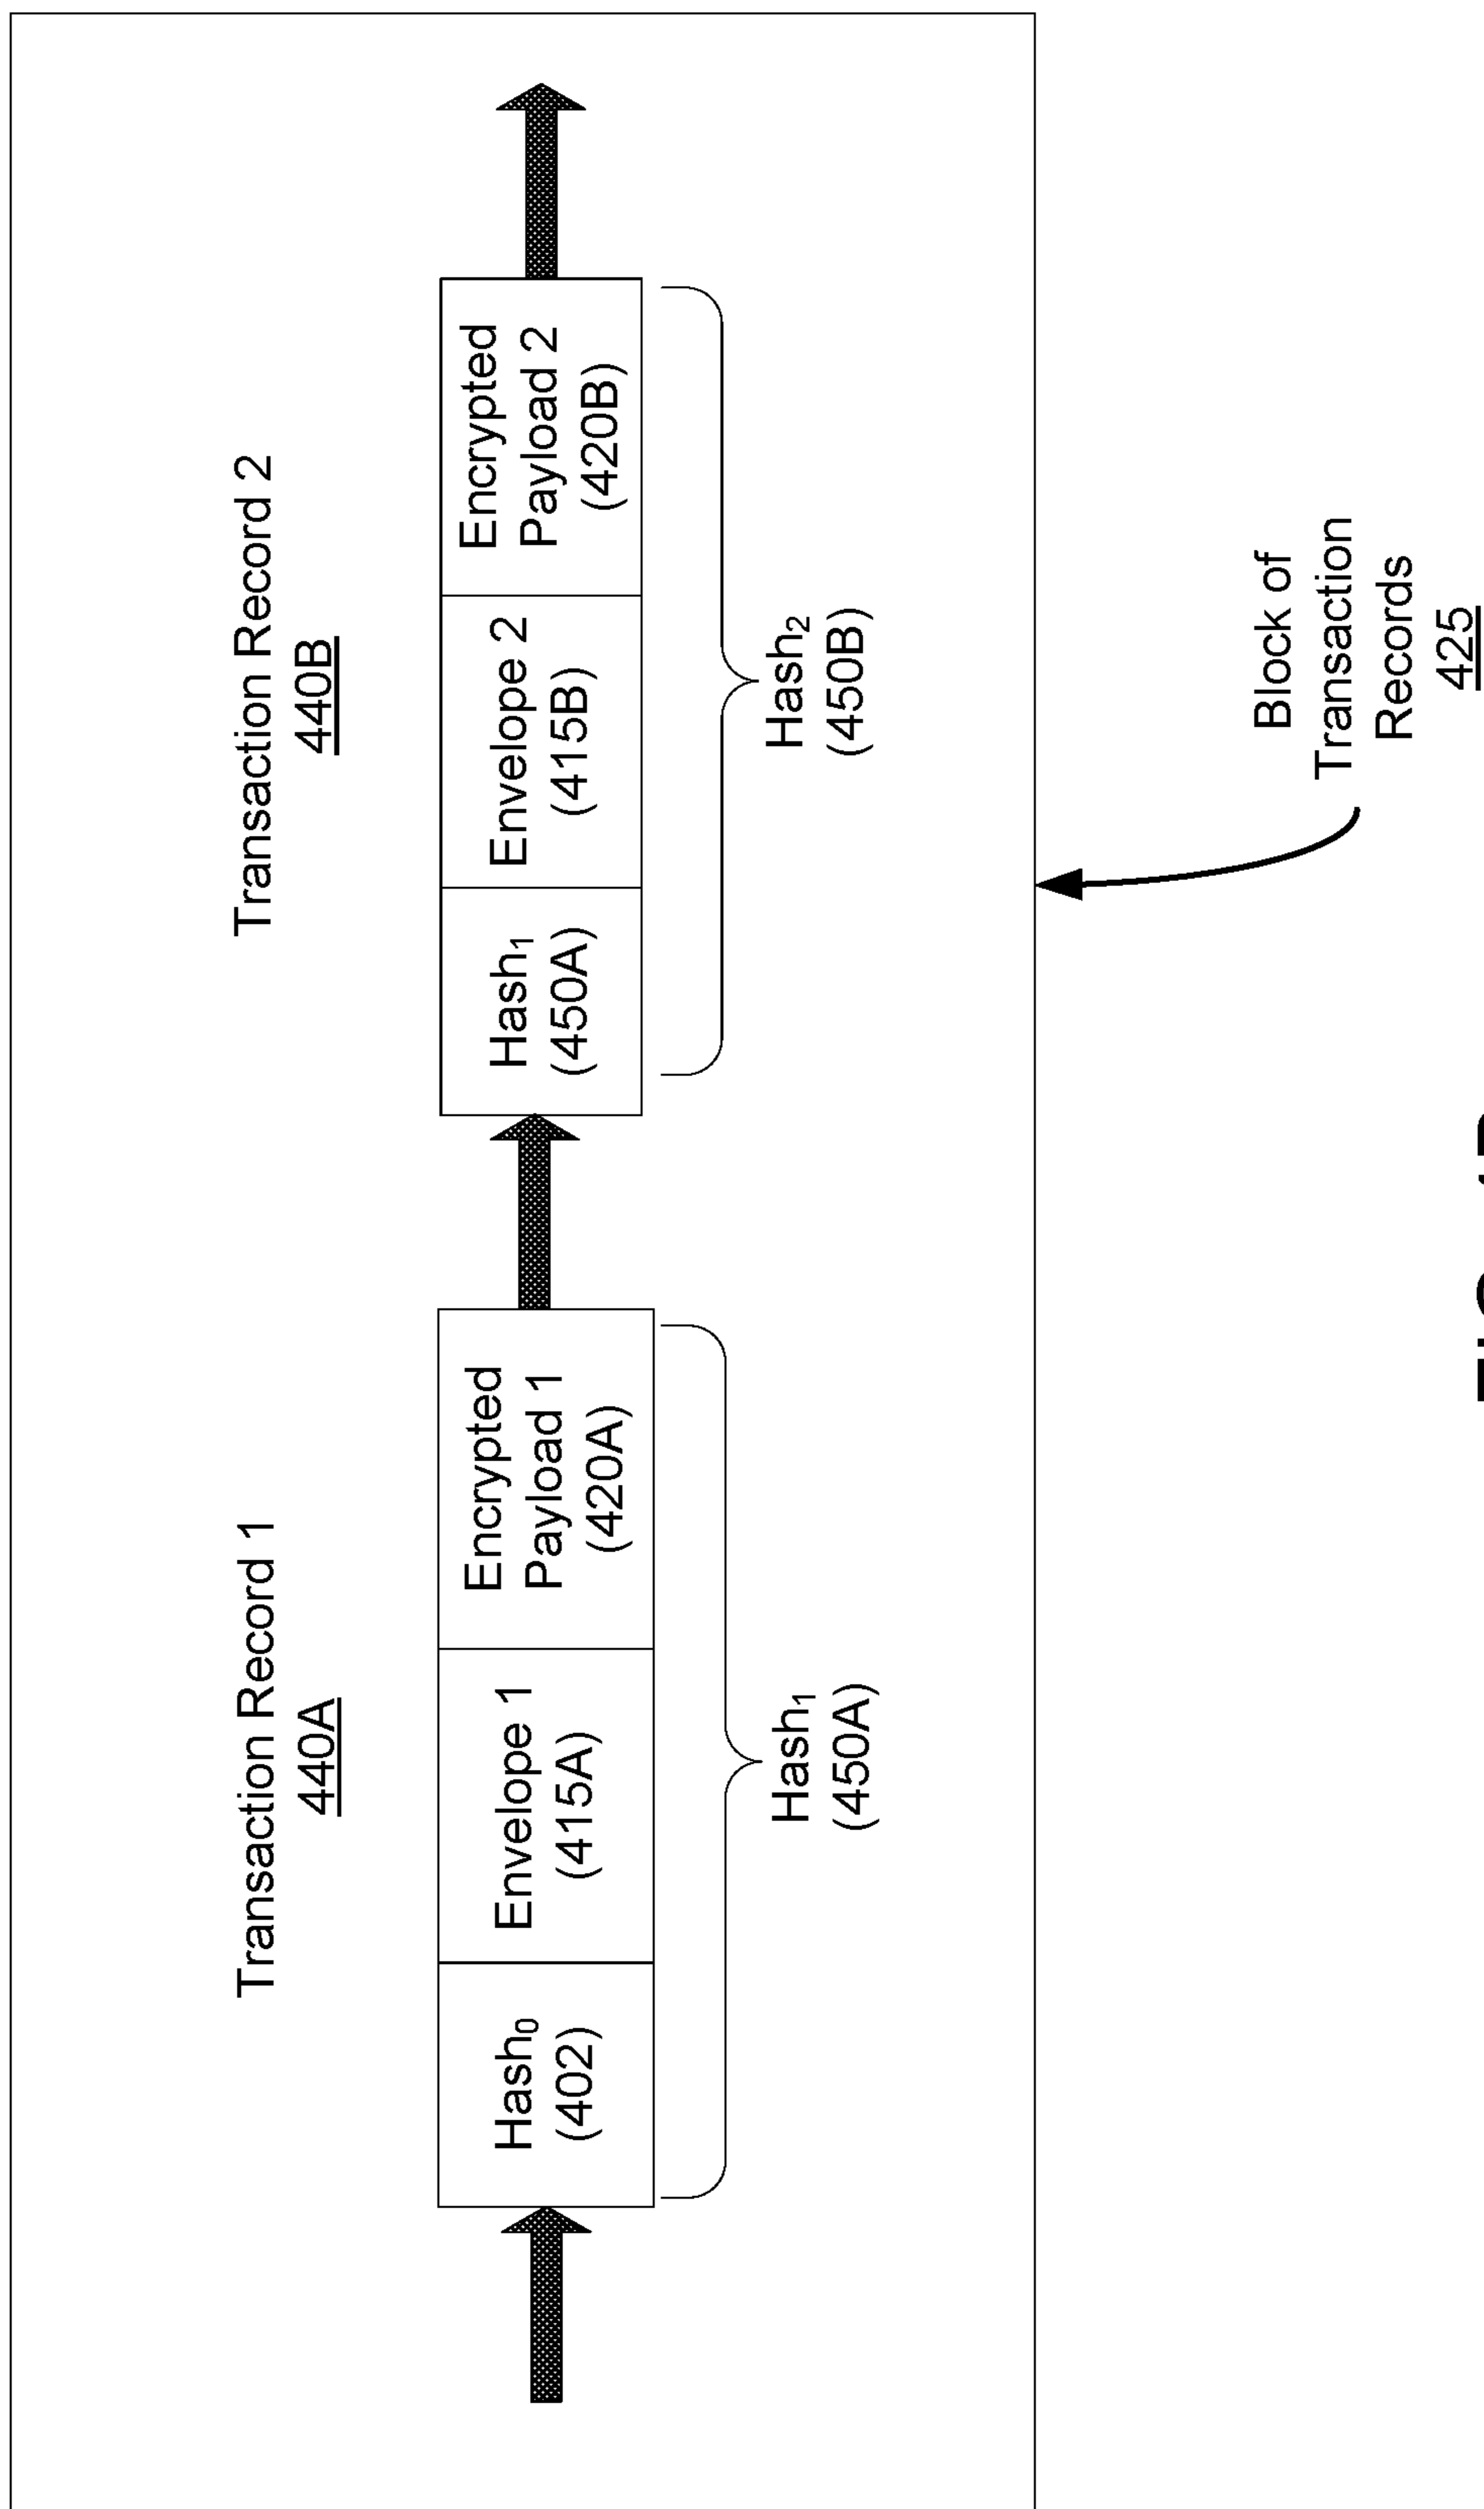 Transaction Record 1
440A
Hash₀
(402)
Envelope 1
(415A)
Encrypted
Payload 1
(420A)
Hash₁
(450A)
Transaction Record 2
440B
Hash₁
(450A)
Envelope 2
(415B)
Encrypted
Payload 2
(420B)
Hash₂
(450B)
Block of
Transaction
Records
425